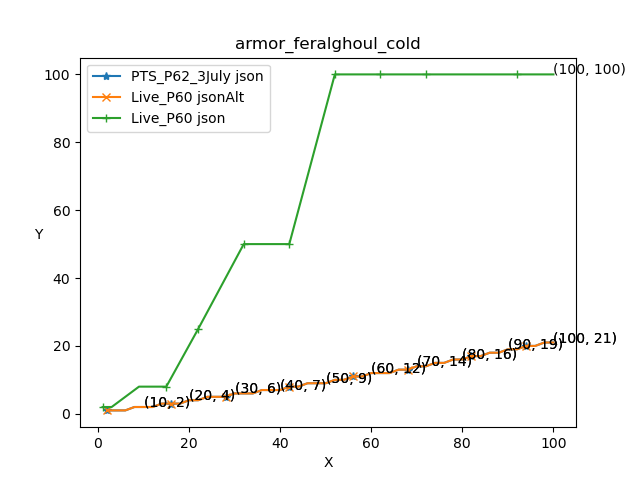 armor_feralghoul_cold
PTS_P62_3July json
Live_P60 jsonAlt
Live_P60 json
(100, 100)
100
80
60
Y
40
20
0
(10, 2)
(20, 4)
(30, 6)
(40, 7)
(50, 9)
(60, 12)
(70, 14)
(80, 16)
(90, 19)
(100, 21)
0 20 40 60 80 100
X